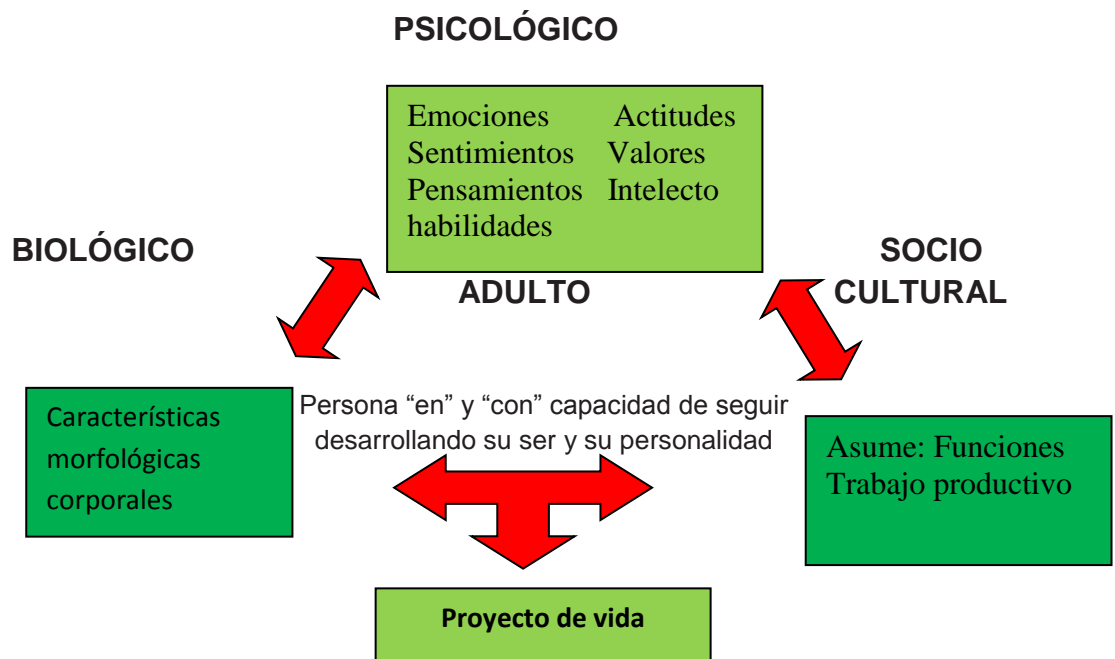 PSICOLÓGICO
Emociones Actitudes
Sentimientos Valores
Pensamientos Intelecto
habilidades
BIOLÓGICO
SOCIO
CULTURAL
ADULTO
Características
morfológicas
corporales
Persona “en” y “con” capacidad de seguir
desarrollando su ser y su personalidad
Asume: Funciones
Trabajo productivo
Proyecto de vida